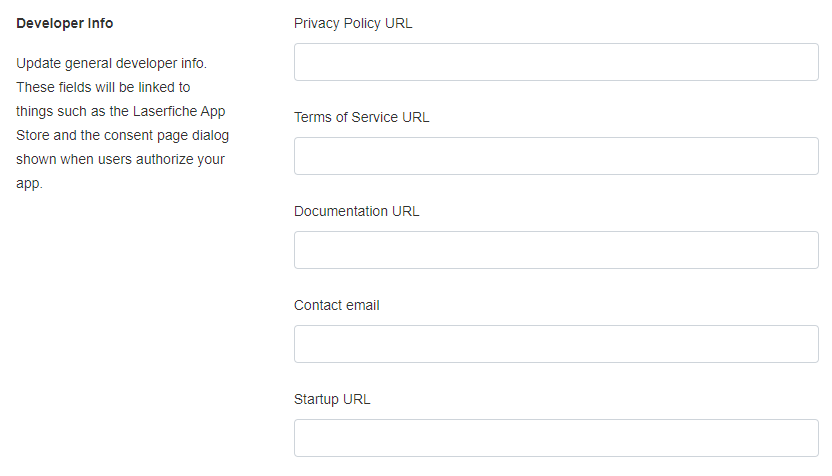 Developer Info
Update general developer info.
These fields will be linked to
things such as the Laserfiche App
Store and the consent page dialog
shown when users authorize your
app.
Privacy Policy URL
Terms of Service URL
Documentation URL
Contact email
Startup URL